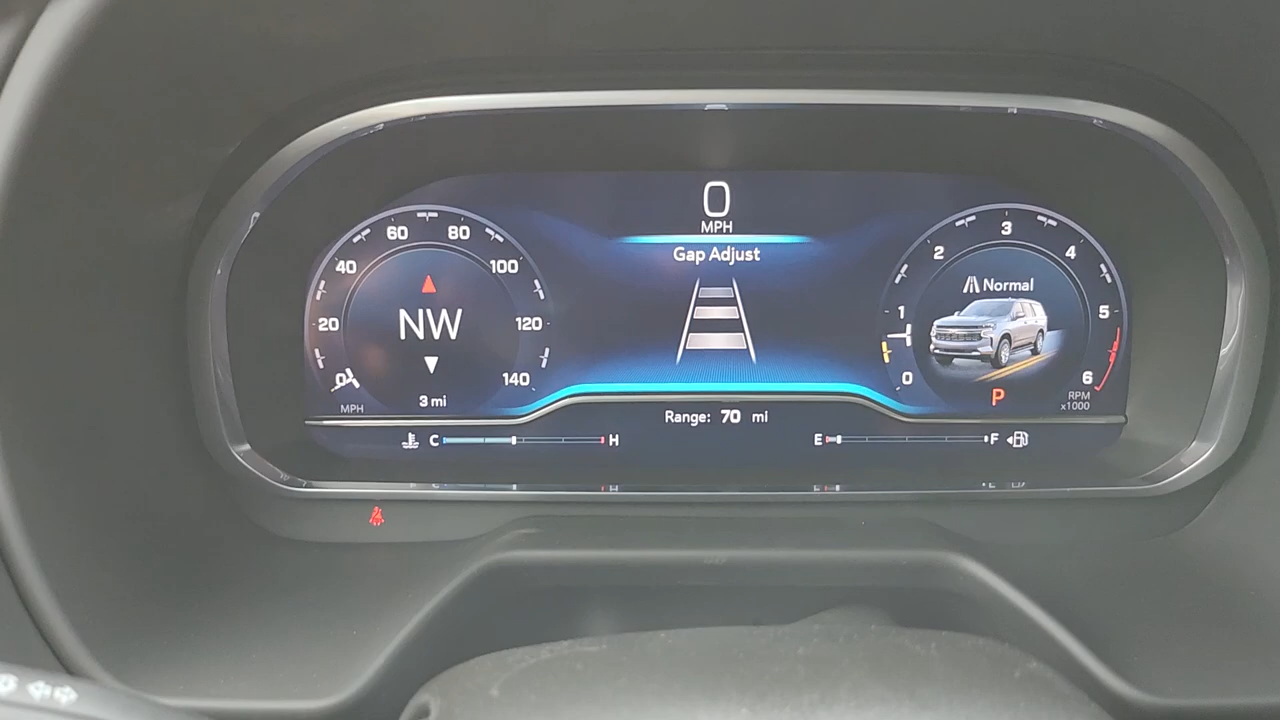 0
MPH
Gap Adjust
60 80
40 100
20 120
0 140
NW
MPH
3 mi
3
2 4
1 5
0 6
Normal
P
RPM
x1000
Range: 70 mi
C H
E F